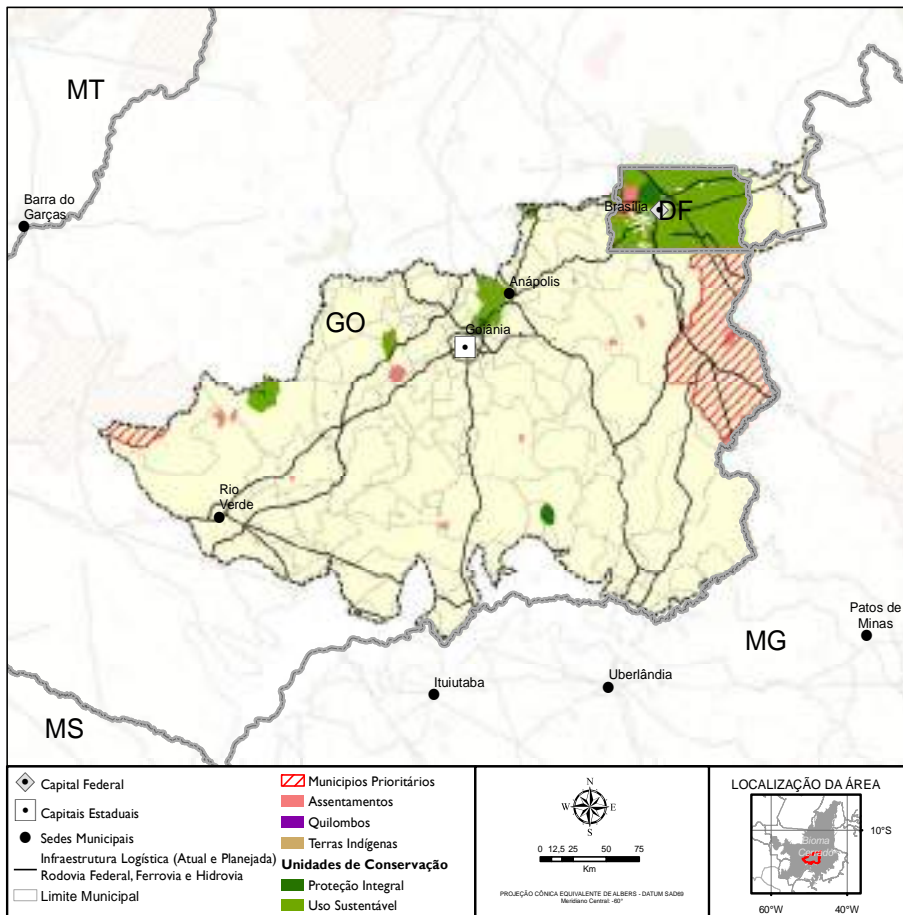 MT
Barra do
Garças
Brasília
DF
Anápolis
GO
Goiânia
Rio
Verde
Patos de
Minas
MG
Ituiutaba
Uberlândia
MS
Capital Federal
Capitais Estaduais
Sedes Municipais
Infraestrutura Logística (Atual e Planejada)
Rodovia Federal, Ferrovia e Hidrovia
Limite Municipal
Municipios Prioritários
Assentamentos
Quilombos
Terras Indígenas
Unidades de Conservação
Proteção Integral
Uso Sustentável
N
W E
S
0 12,5 25 50 75
Km
PROJEÇÃO CÔNICA EQUIVALENTE DE ALBERS - DATUM SAD69
Meridiano Central: -60°
LOCALIZAÇÃO DA ÁREA
10°S
Bioma
Cerrado
60°W 40°W